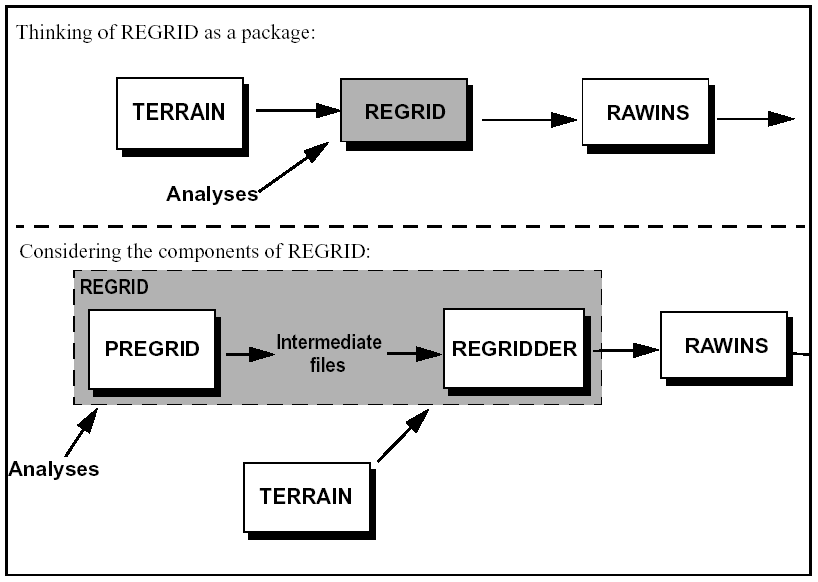 Thinking of REGRID as a package:
TERRAIN
REGRID
RAWINS
Analyses
Considering the components of REGRID:
REGRID
PREGRID
Intermediate
files
REGRIDDER
RAWINS
Analyses
TERRAIN